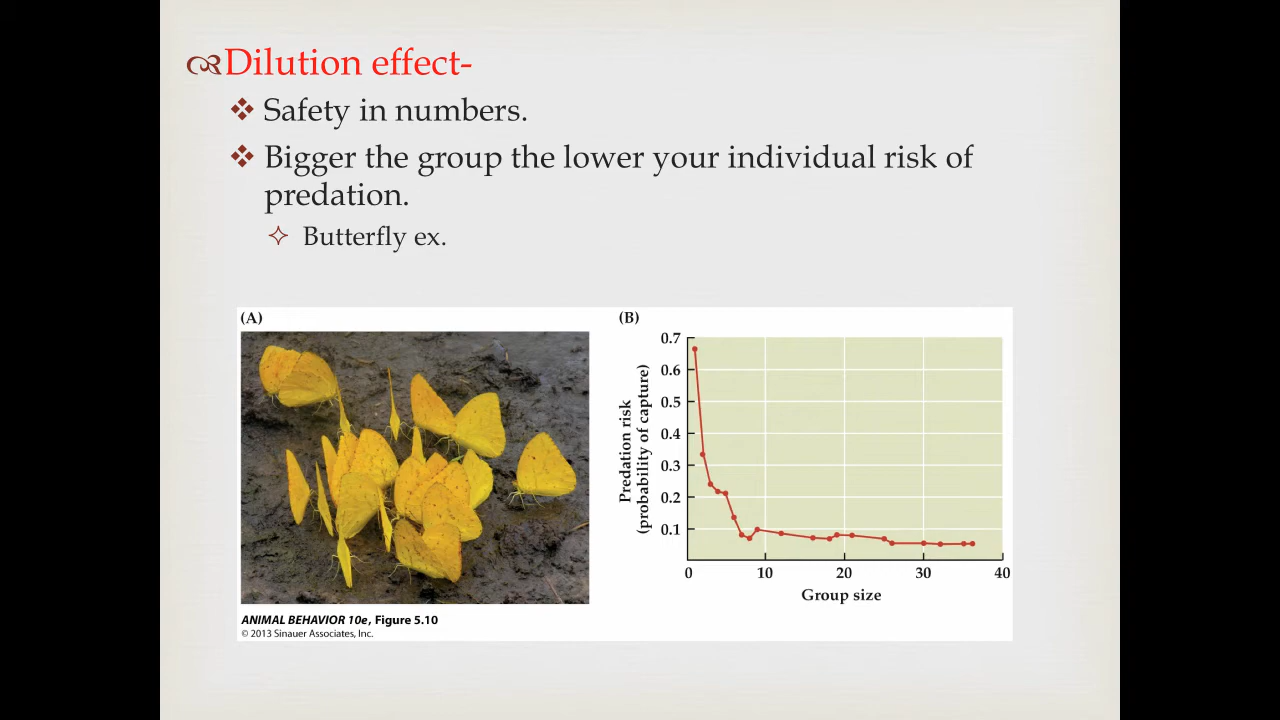 Dilution effect-
Safety in numbers.
Bigger the group the lower your individual risk of
predation.
Butterfly ex.
(A)
(B)
Predation risk
(probability of capture)
0.7
0.6
0.5
0.4
0.3
0.2
0.1
0 10 20 30 40
Group size
ANIMAL BEHAVIOR 10e, Figure 5.10
© 2013 Sinauer Associates, Inc.